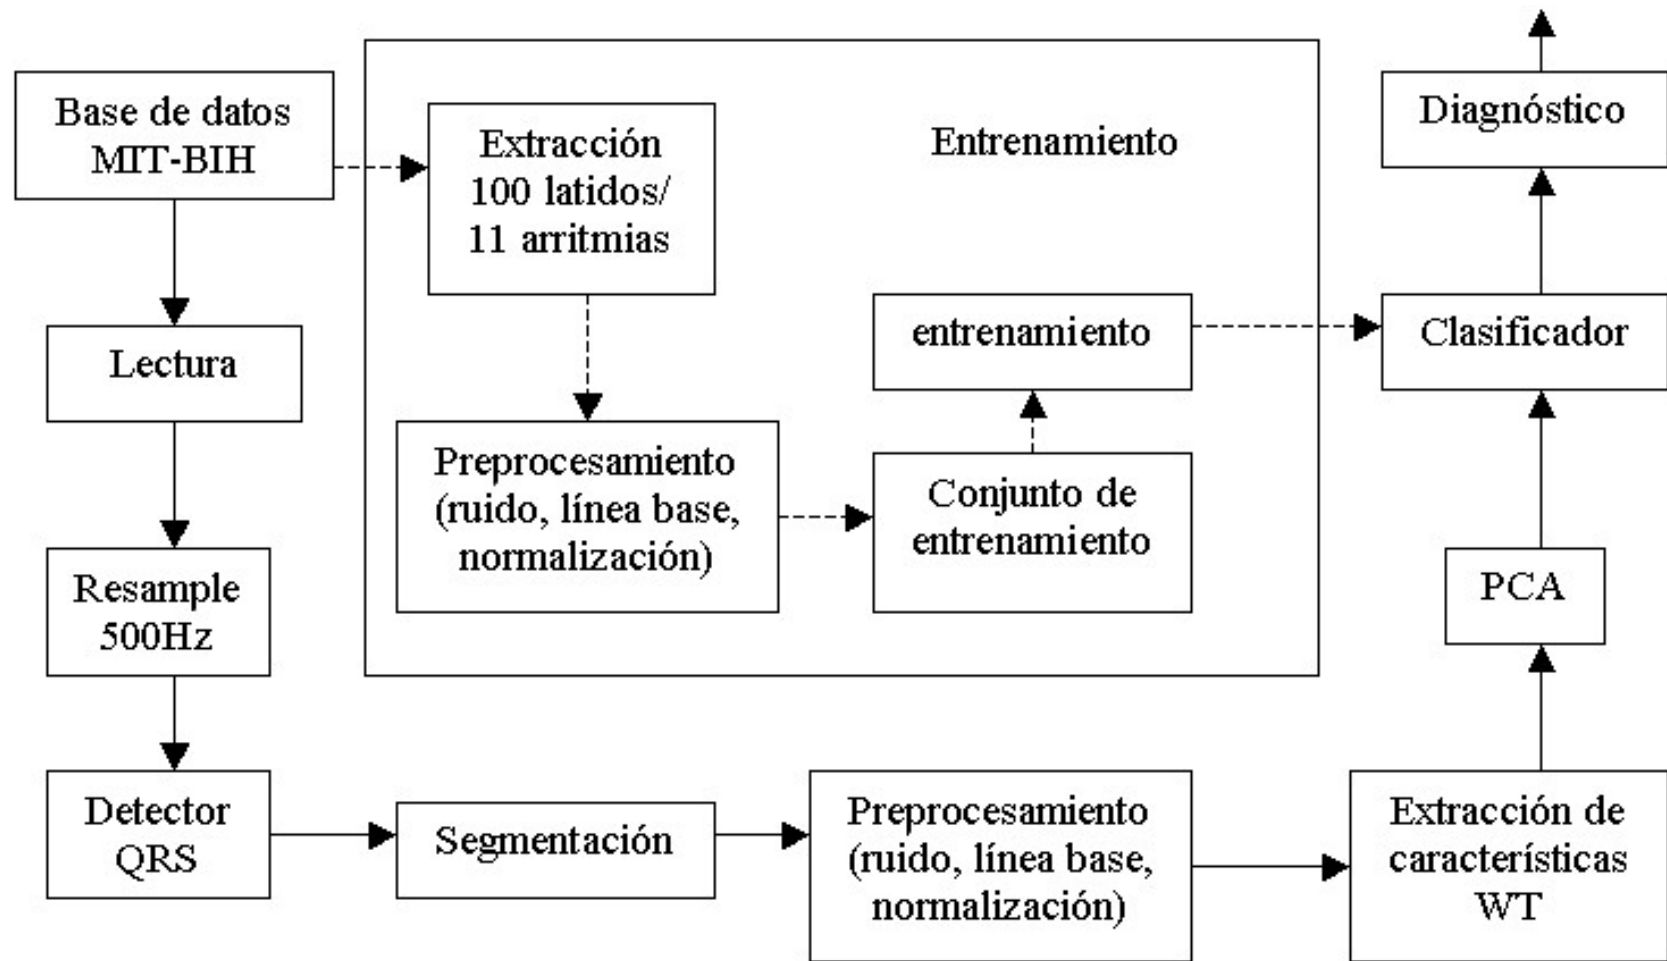 Base de datos
MIT-BIH
Extracción
100 latidos/
11 arritmias
Entrenamiento
Diagnóstico
Lectura
entrenamiento
Clasificador
Preprocesamiento
(ruido, línea base,
normalización)
Conjunto de
entrenamiento
Resample
500Hz
PCA
Detector
QRS
Segmentación
Preprocesamiento
(ruido, línea base,
normalización)
Extracción de
característísticas
WT